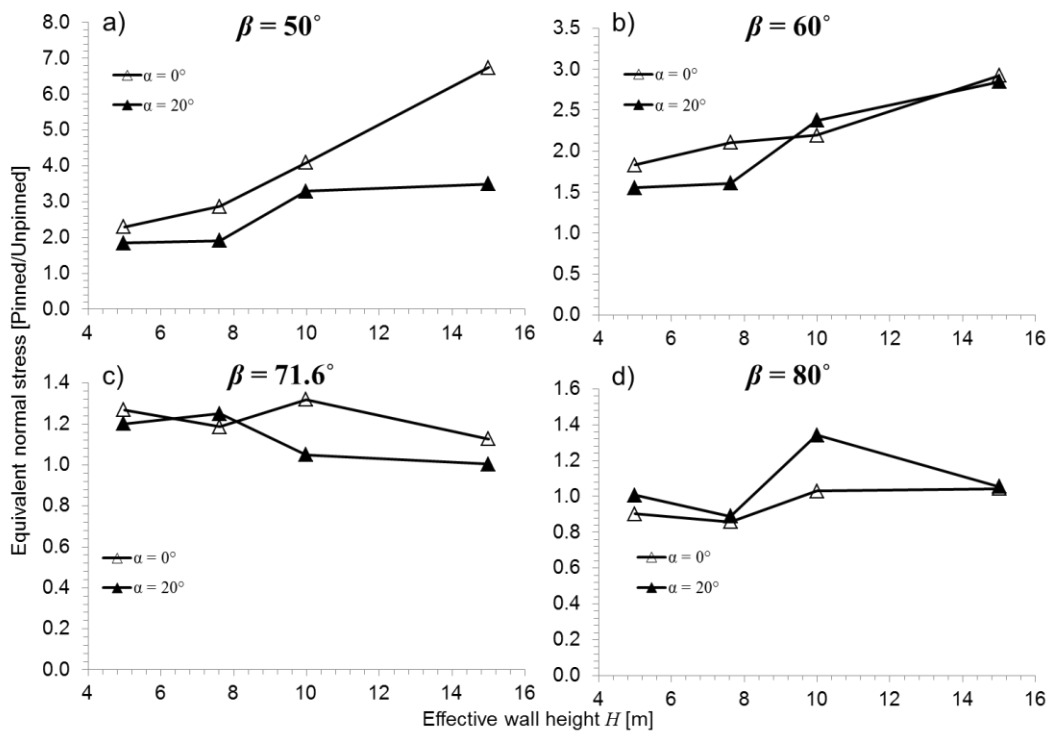 a)
β = 50°
8.0
7.0
6.0
5.0
4.0
3.0
2.0
1.0
0.0
α = 0°
α = 20°
4 6 8 10 12 14 16
b)
β = 60°
3.5
3.0
2.5
2.0
1.5
1.0
0.5
0.0
α = 0°
α = 20°
4 6 8 10 12 14 16
Equivalent normal stress [Pinned/Unpinned]
c)
β = 71.6°
1.4
1.2
1.0
0.8
0.6
0.4
0.2
0.0
α = 0°
α = 20°
4 6 8 10 12 14 16
d)
β = 80°
1.6
1.4
1.2
1.0
0.8
0.6
0.4
0.2
0.0
α = 0°
α = 20°
4 6 8 10 12 14 16
Effective wall height H [m]